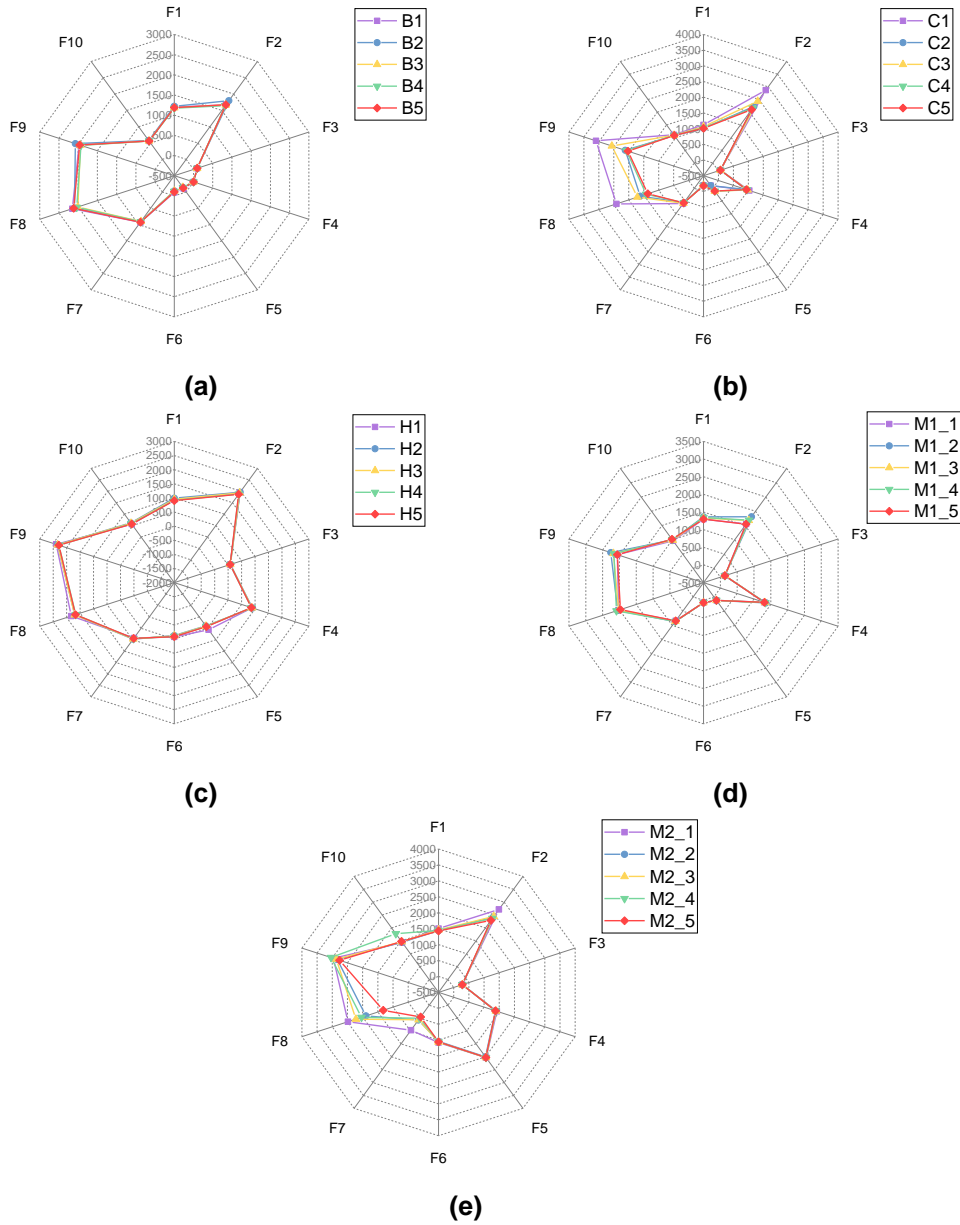 F1
F2
F3
F4
F5
F6
F7
F8
F9
F10
3000
2500
2000
1500
1000
500
0
-500
B1
B2
B3
B4
B5
(a)
F1
F2
F3
F4
F5
F6
F7
F8
F9
F10
4000
3500
3000
2500
2000
1500
1000
500
0
-500
C1
C2
C3
C4
C5
(b)
F1
F2
F3
F4
F5
F6
F7
F8
F9
F10
3000
2500
2000
1500
1000
500
0
-500
-1000
-1500
-2000
H1
H2
H3
H4
H5
(c)
F1
F2
F3
F4
F5
F6
F7
F8
F9
F10
3500
3000
2500
2000
1500
1000
500
0
-500
M1_1
M1_2
M1_3
M1_4
M1_5
(d)
F1
F2
F3
F4
F5
F6
F7
F8
F9
F10
4000
3500
3000
2500
2000
1500
1000
500
0
-500
M2_1
M2_2
M2_3
M2_4
M2_5
(e)